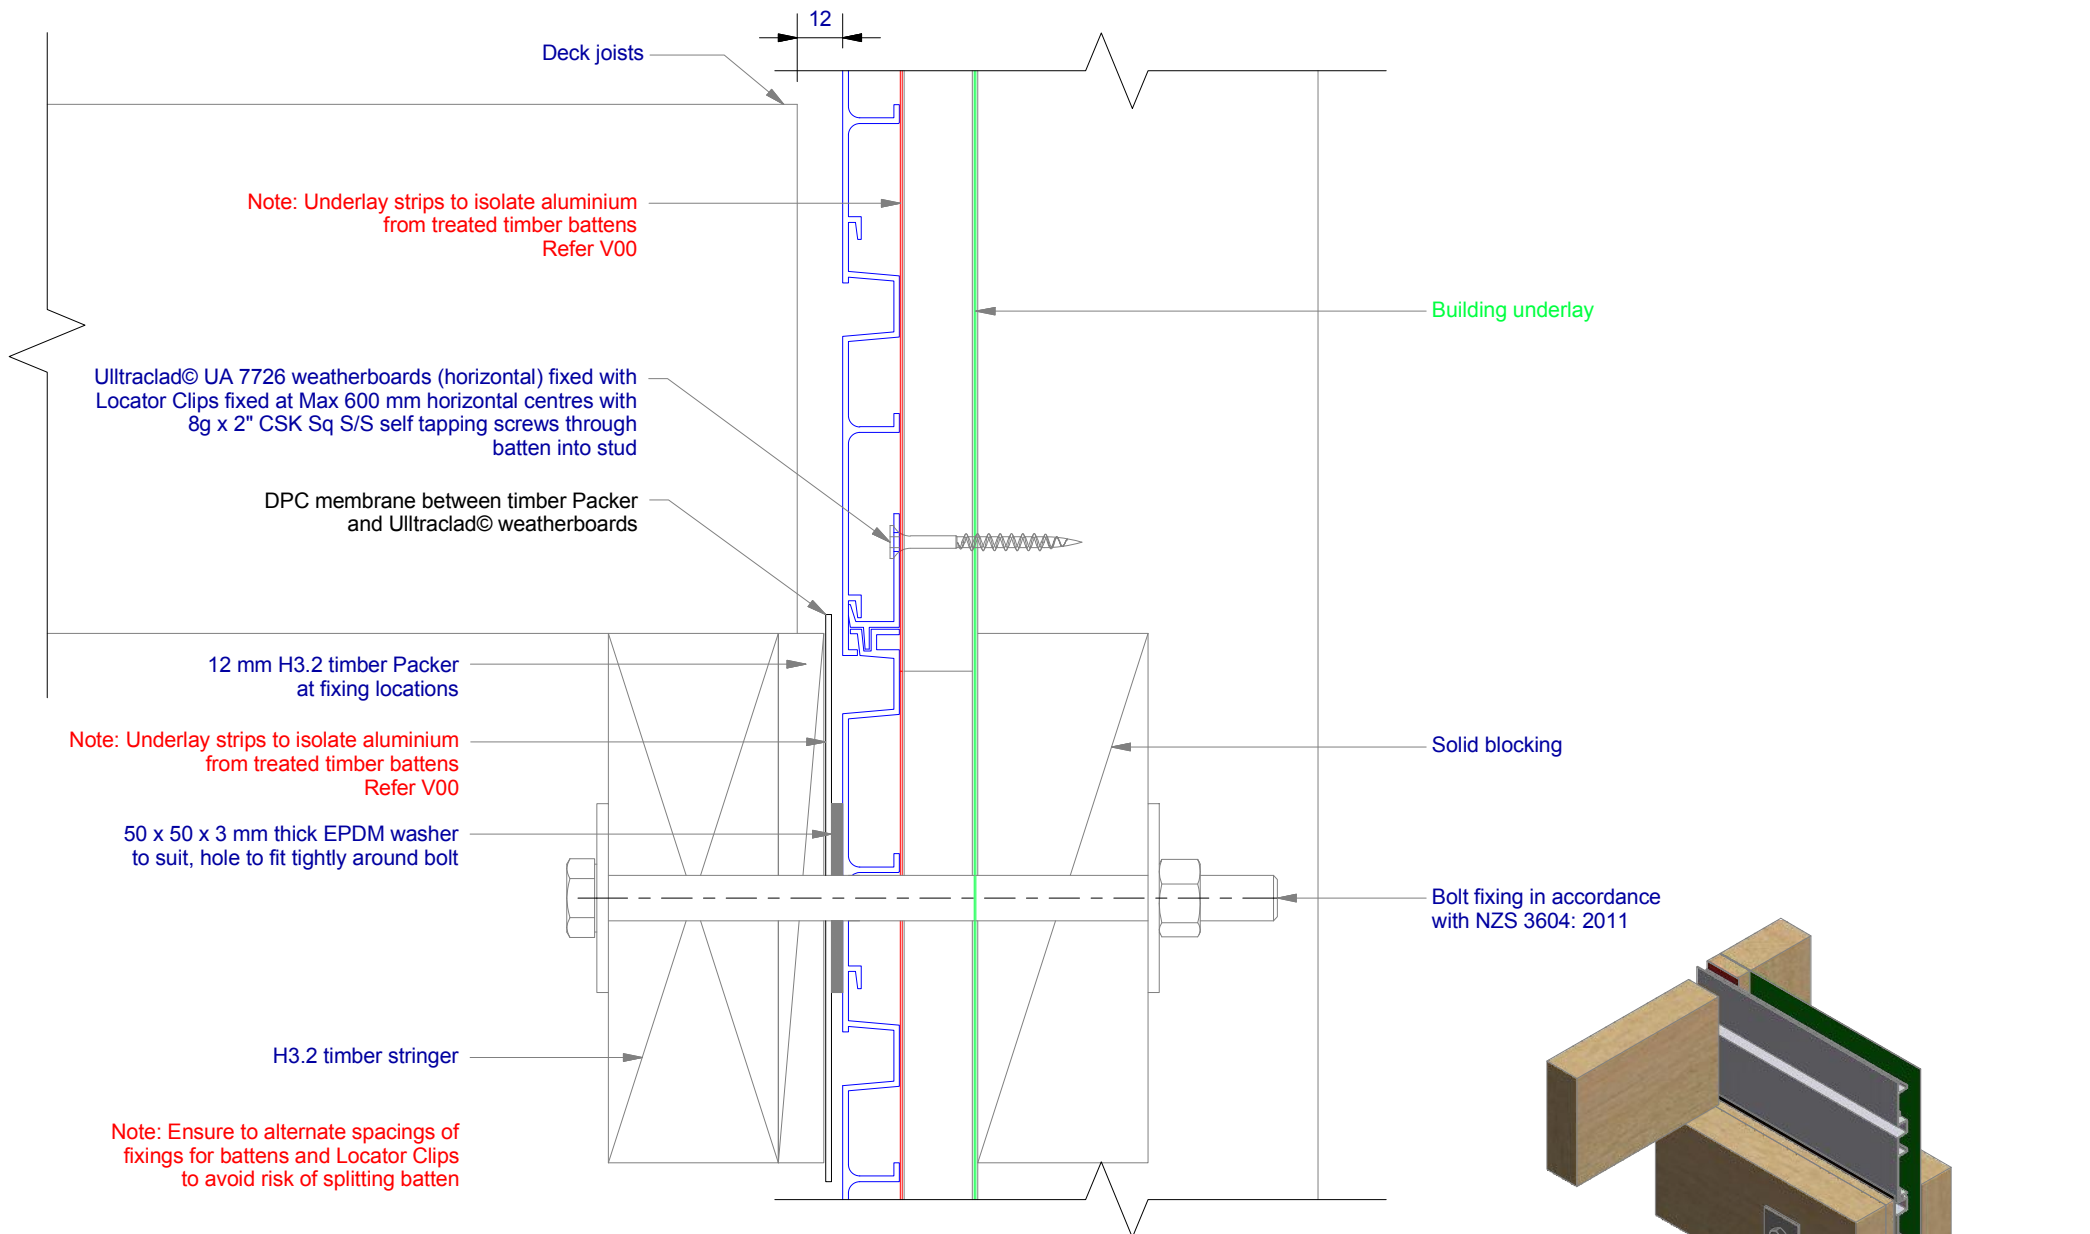 12
Deck joists
Note: Underlay strips to isolate aluminium
from treated timber battens
Refer V00
Building underlay
Ulltraclad© UA 7726 weatherboards (horizontal) fixed with
Locator Clips fixed at Max 600 mm horizontal centres with
8g x 2" CSK Sq S/S self tapping screws through
batten into stud
DPC membrane between timber Packer
and Ulltraclad© weatherboards
12 mm H3.2 timber Packer
at fixing locations
Note: Underlay strips to isolate aluminium
from treated timber battens
Refer V00
Solid blocking
50 x 50 x 3 mm thick EPDM washer
to suit, hole to fit tightly around bolt
Bolt fixing in accordance
with NZS 3604: 2011
H3.2 timber stringer
Note: Ensure to alternate spacings of
fixings for battens and Locator Clips
to avoid risk of splitting batten